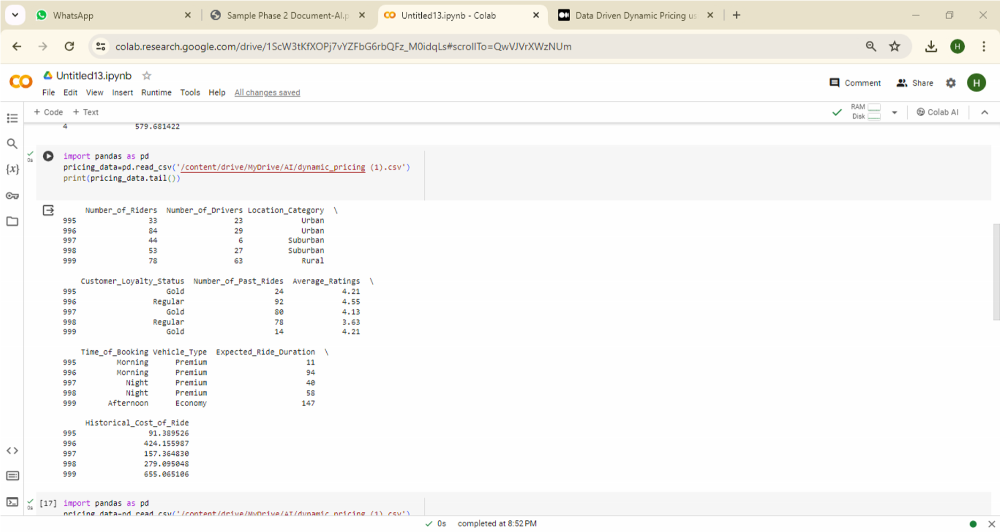 WhatsApp
Sample Phase 2 Document-AI.p
Untitled13.ipynb - Colab
Data Driven Dynamic Pricing us
colab.research.google.com/drive/1ScW3tKfXOPj7vYZFbG6rbQFz_M0idqLs#scrollTo=QwVJVrXWzNUm
H
CO
Untitled13.ipynb
Comment
Share
H
File Edit View Insert Runtime Tools Help All changes saved
+ Code + Text
RAM
Disk
Colab AI
4 579.681422
0s
import pandas as pd
pricing_data=pd.read_csv('/content/drive/MyDrive/AI/dynamic_pricing (1).csv')
print(pricing_data.tail())
{x}
Number_of_Riders Number_of_Drivers Location_Category \
995 33 23 Urban
996 84 29 Urban
997 44 6 Suburban
998 53 27 Suburban
999 78 63 Rural
Customer_Loyalty_Status Number_of_Past_Rides Average_Ratings \
995 Gold 24 4.21
996 Regular 92 4.55
997 Gold 80 4.13
998 Regular 78 3.63
999 Gold 14 4.21
Time_of_Booking Vehicle_Type Expected_Ride_Duration \
995 Morning Premium 11
996 Morning Premium 94
997 Night Premium 40
998 Night Premium 58
999 Afternoon Economy 147
Historical_Cost_of_Ride
995 91.389526
996 424.155987
997 157.364830
998 279.095048
999 655.065106
0s
[17] import pandas as pd
pricing_data=pd.read_csv('/content/drive/MyDrive/AI/dynamic_pricing (1).csv')
0s completed at 8:52 PM